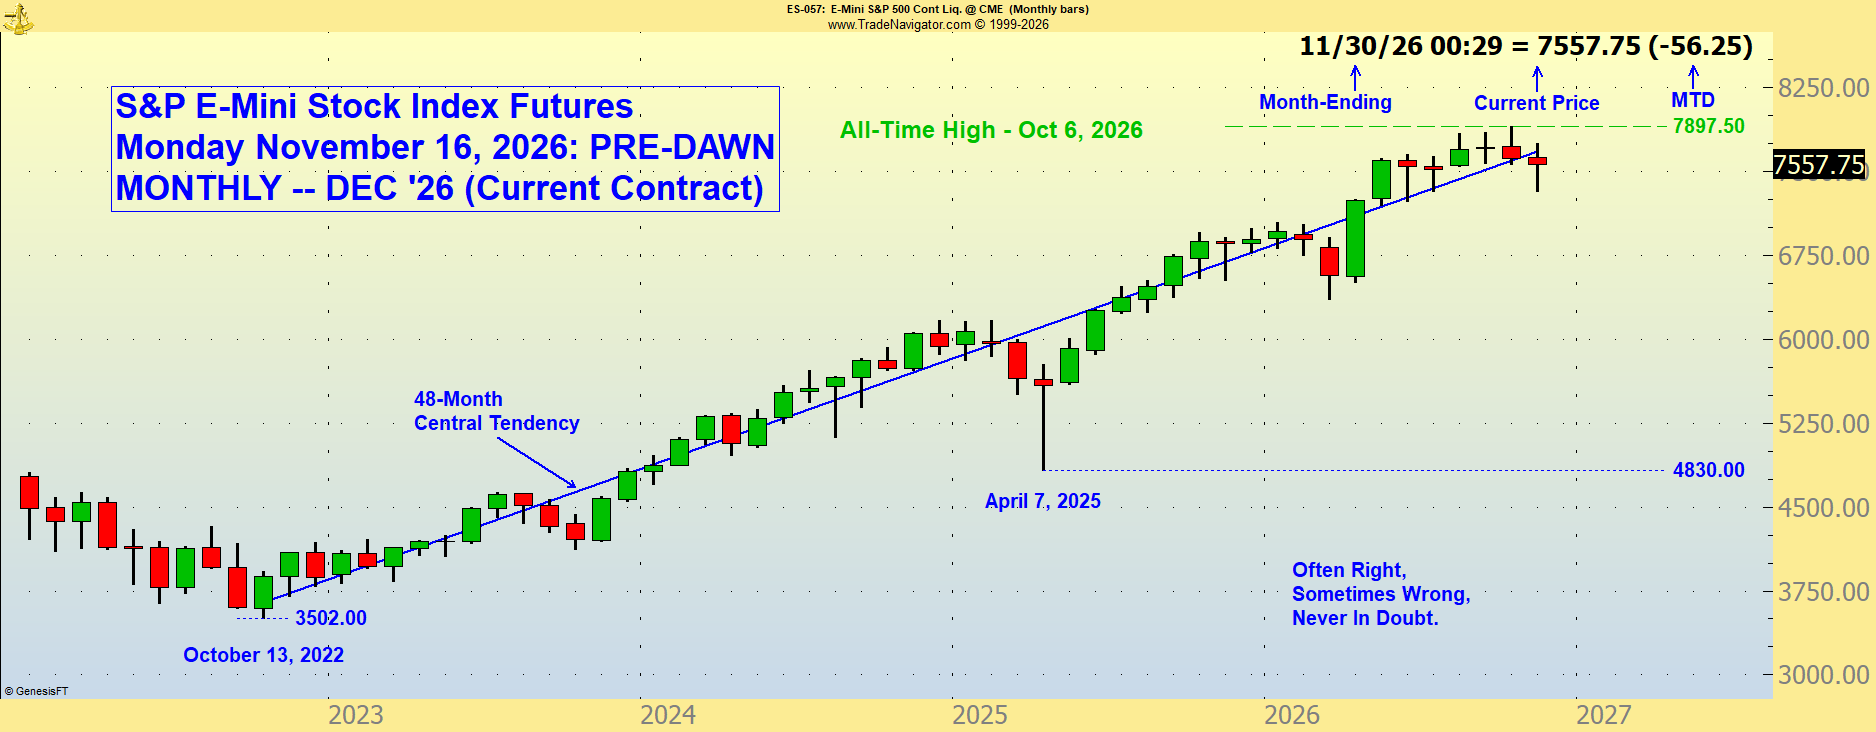 ES-057: E-Mini S&P 500 Cont Liq. @ CME (Monthly bars)
www.TradeNavigator.com © 1999-2026
11/30/26 00:29 = 7557.75 (-56.25)
Month-Ending
Current Price
MTD
S&P E-Mini Stock Index Futures
Monday November 16, 2026: PRE-DAWN
MONTHLY -- DEC '26 (Current Contract)
All-Time High - Oct 6, 2026
7897.50
8250.00
7557.75
6750.00
6000.00
5250.00
4500.00
3750.00
3000.00
48-Month
Central Tendency
4830.00
April 7, 2025
Often Right,
Sometimes Wrong,
Never In Doubt.
3502.00
October 13, 2022
© GenesisFT
2023
2024
2025
2026
2027